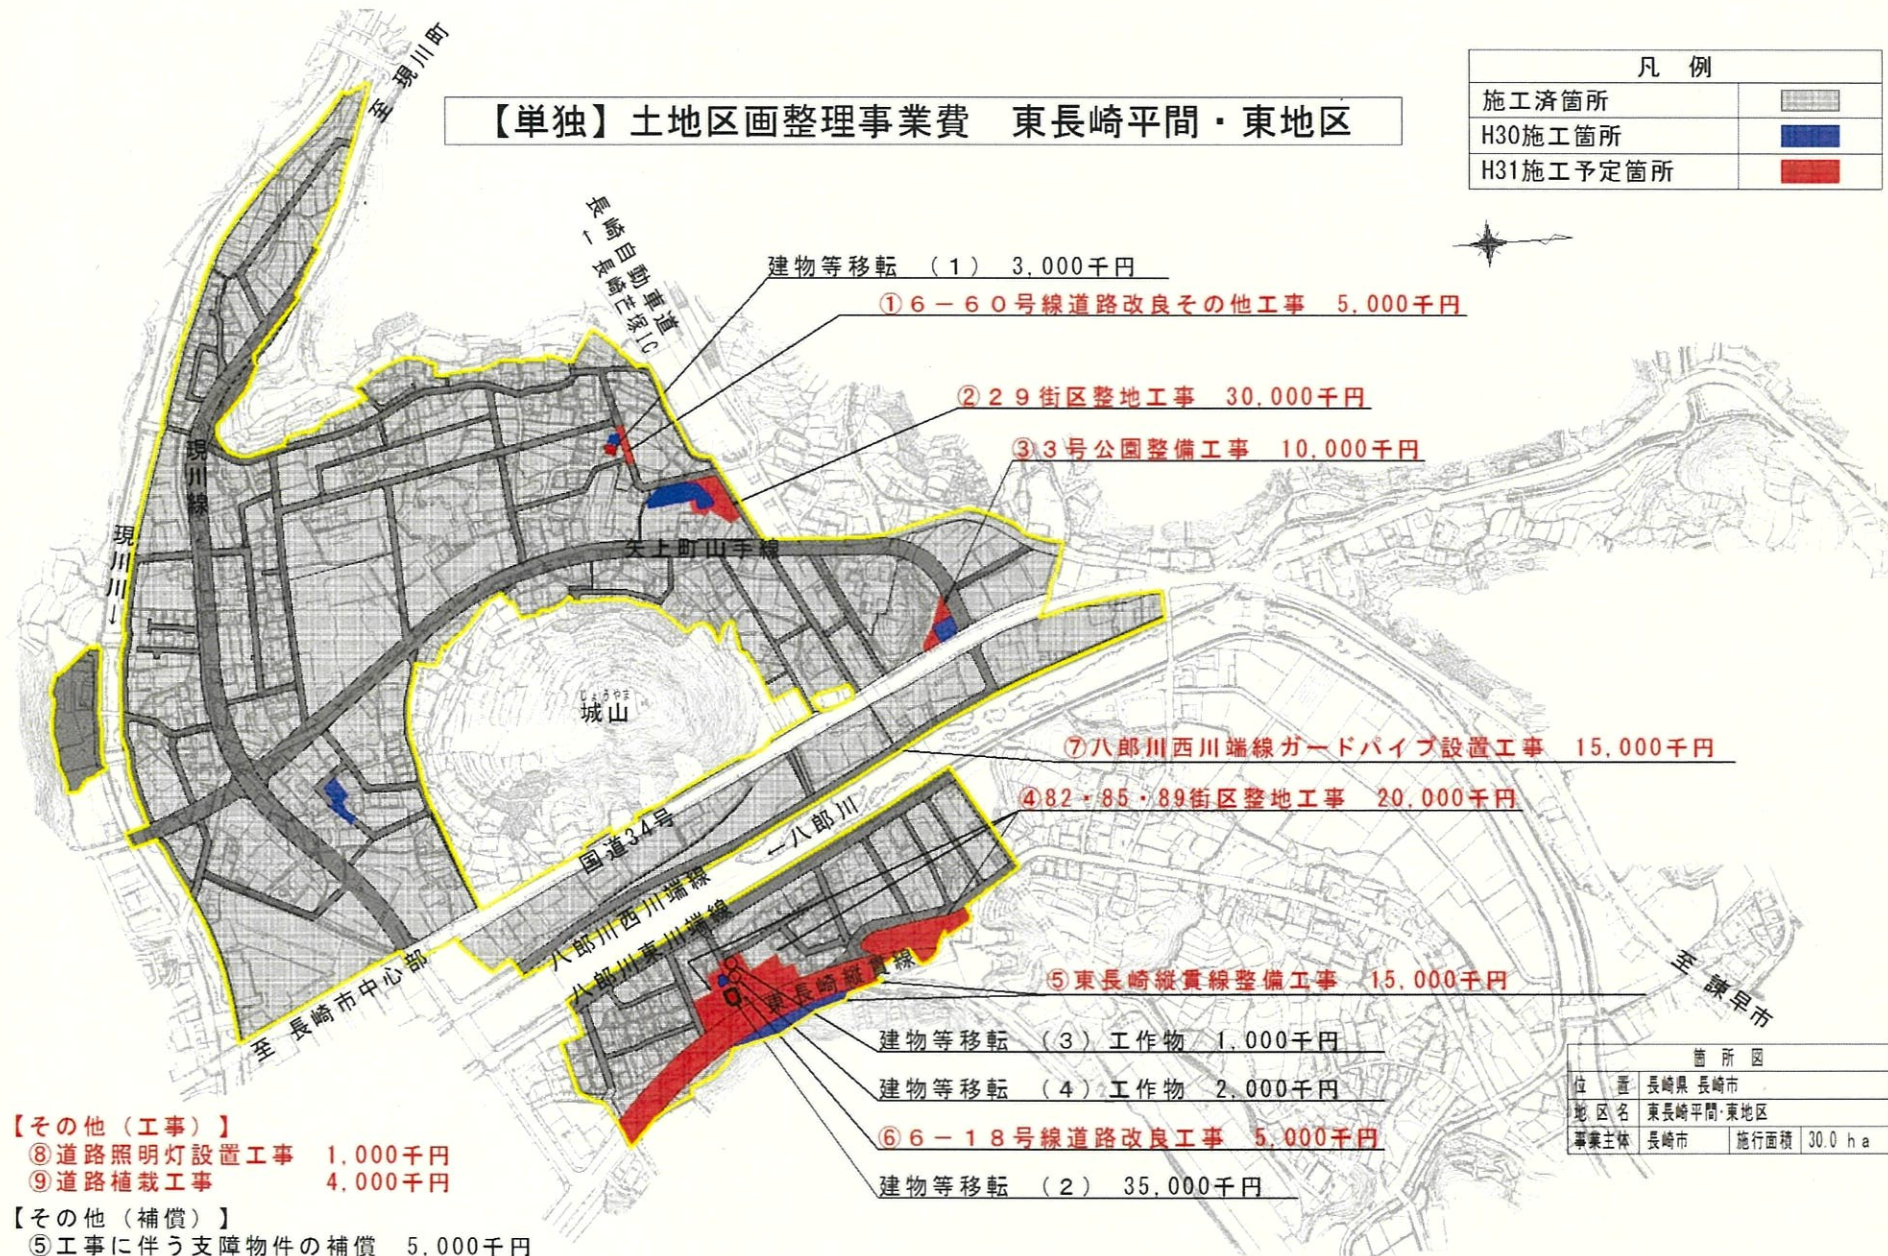 【単独】土地区画整理事業費　東長崎平間・東地区
凡　例
施工済箇所
H30施工箇所
H31施工予定箇所
至 現川町
長崎自動車道
←長崎芒塚IC
建物等移転　（１）　3,000千円
①６－６０号線道路改良その他工事　5,000千円
②２９街区整地工事　30,000千円
③３号公園整備工事　10,000千円
現川線
現川川→
矢上町山手線
じょうやま
城山
⑦八郎川西川端線ガードパイプ設置工事　15,000千円
④82・85・89街区整地工事　20,000千円
国道34号
←八郎川
八郎川西川端線
八郎川東川端線
東長崎縦貫線
至 長崎市中心部
至 諫早市
⑤東長崎縦貫線整備工事　15,000千円
建物等移転　（３）工作物　1,000千円
建物等移転　（４）工作物　2,000千円
⑥６－１８号線道路改良工事　5,000千円
建物等移転　（２）　35,000千円
箇所図
位　置　長崎県 長崎市
地区名　東長崎平間･東地区
事業主体　長崎市　施行面積　30.0 ha
【その他（工事）】
⑧道路照明灯設置工事　1,000千円
⑨道路植栽工事　4,000千円
【その他（補償）】
⑤工事に伴う支障物件の補償　5,000千円